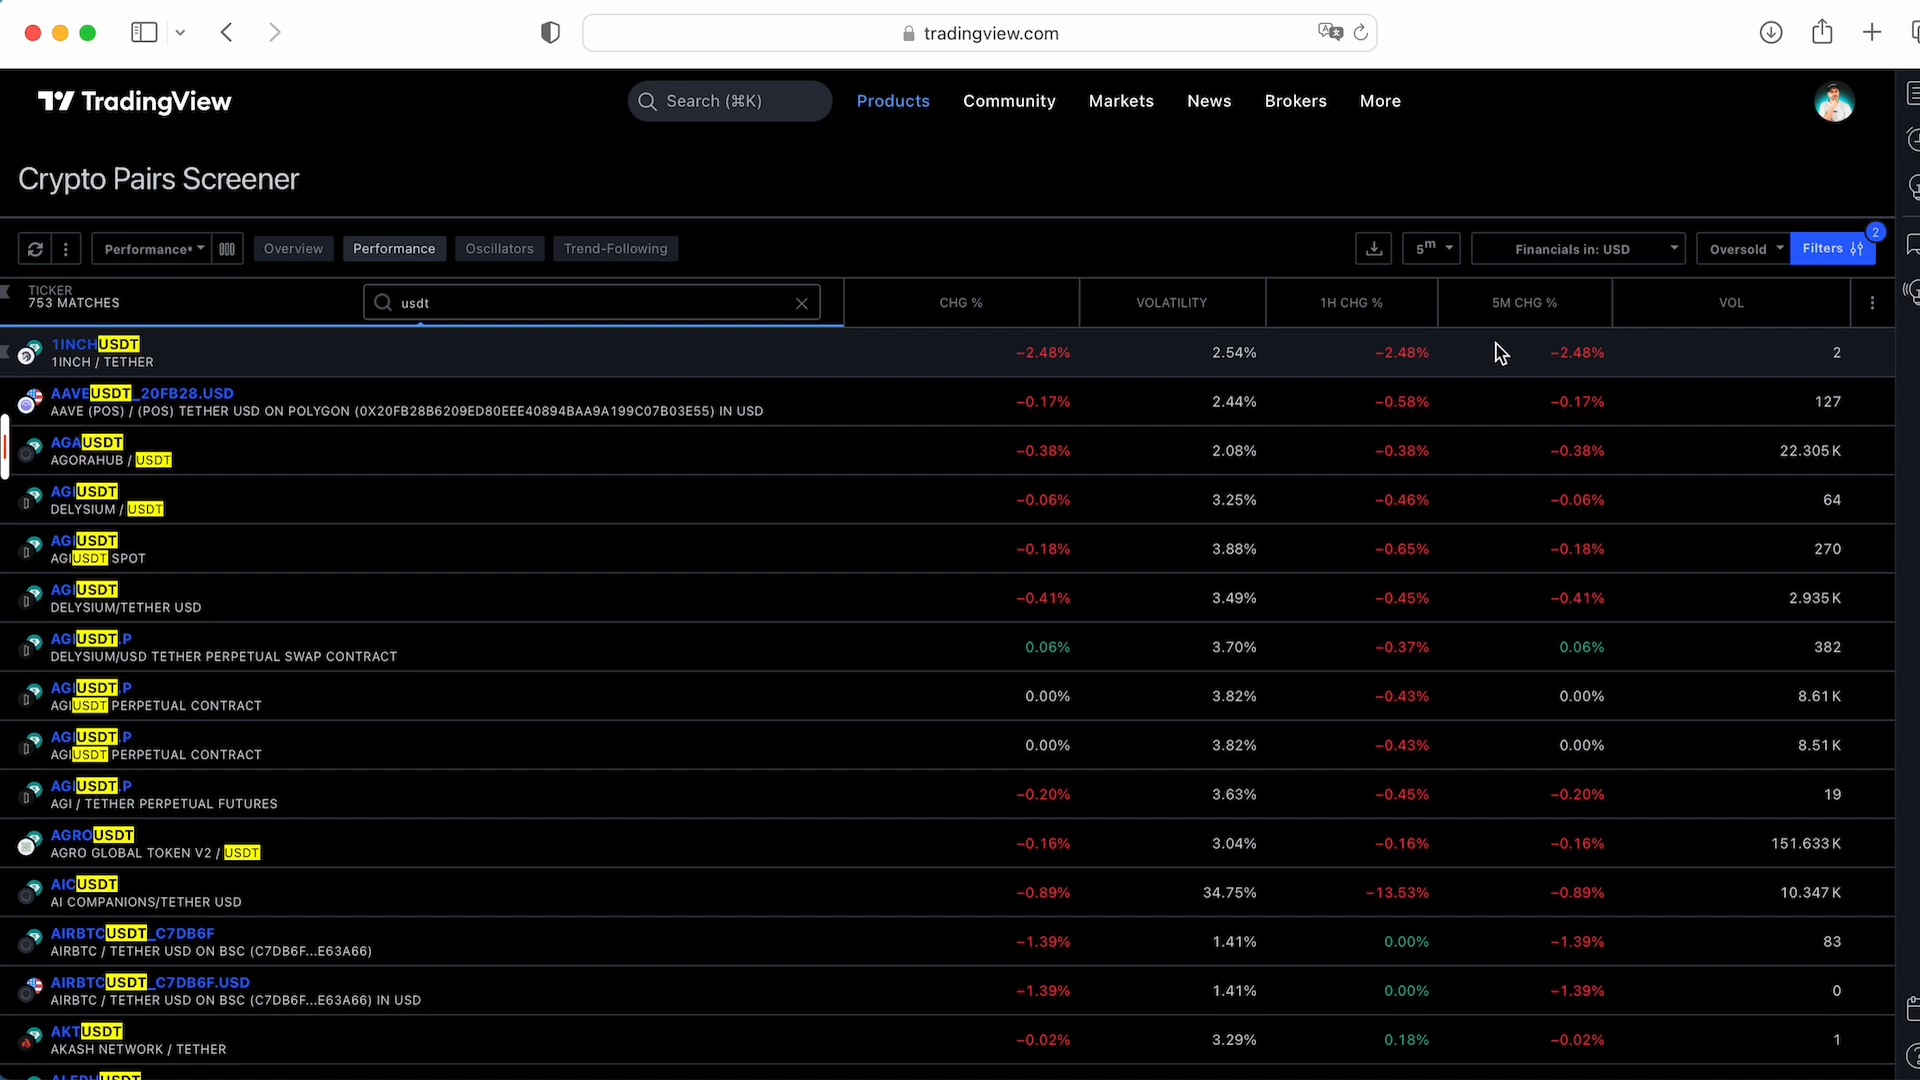 tradingview.com
TradingView
Search (⌘K)
Products
Community
Markets
News
Brokers
More
Crypto Pairs Screener
2
Performance*
Overview
Performance
Oscillators
Trend-Following
5m
Financials in: USD
Oversold
Filters
TICKER
753 MATCHES
usdt
CHG %
VOLATILITY
1H CHG %
5M CHG %
VOL
1INCHUSDT
1INCH / TETHER
−2.48% 2.54% −2.48% −2.48% 2
AAVEUSDT_20FB28.USD
AAVE (POS) / (POS) TETHER USD ON POLYGON (0X20FB28B6209ED80EEE40894BAA9A199C07B03E55) IN USD
−0.17% 2.44% −0.58% −0.17% 127
AGAUSDT
AGORAHUB / USDT
−0.38% 2.08% −0.38% −0.38% 22.305K
AGIUSDT
DELYSIUM / USDT
−0.06% 3.25% −0.46% −0.06% 64
AGIUSDT
AGIUSDT SPOT
−0.18% 3.88% −0.65% −0.18% 270
AGIUSDT
DELYSIUM/TETHER USD
−0.41% 3.49% −0.45% −0.41% 2.935K
AGIUSDT.P
DELYSIUM/USD TETHER PERPETUAL SWAP CONTRACT
0.06% 3.70% −0.37% 0.06% 382
AGIUSDT.P
AGIUSDT PERPETUAL CONTRACT
0.00% 3.82% −0.43% 0.00% 8.61K
AGIUSDT.P
AGIUSDT PERPETUAL CONTRACT
0.00% 3.82% −0.43% 0.00% 8.51K
AGIUSDT.P
AGI / TETHER PERPETUAL FUTURES
−0.20% 3.63% −0.45% −0.20% 19
AGROUSDT
AGRO GLOBAL TOKEN V2 / USDT
−0.16% 3.04% −0.16% −0.16% 151.633K
AICUSDT
AI COMPANIONS/TETHER USD
−0.89% 34.75% −13.53% −0.89% 10.347K
AIRBTCUSDT_C7DB6F
AIRBTC / TETHER USD ON BSC (C7DB6F...E63A66)
−1.39% 1.41% 0.00% −1.39% 83
AIRBTCUSDT_C7DB6F.USD
AIRBTC / TETHER USD ON BSC (C7DB6F...E63A66) IN USD
−1.39% 1.41% 0.00% −1.39% 0
AKTUSDT
AKASH NETWORK / TETHER
−0.02% 3.29% 0.18% −0.02% 1